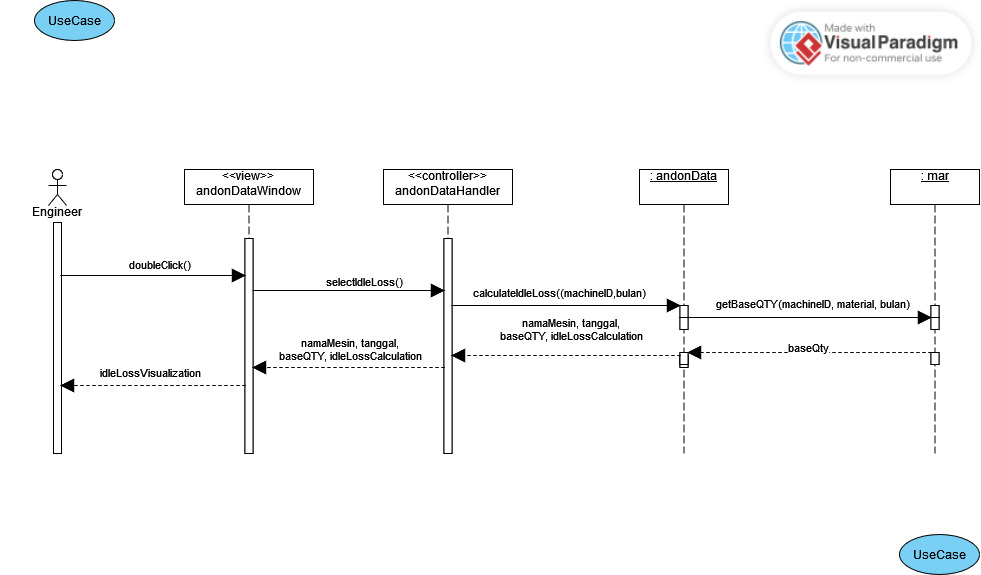 UseCase
Made with
Visual Paradigm
For non-commercial use
Engineer
<<view>>
andonDataWindow
<<controller>>
andonDataHandler
: andonData
: mar
doubleClick()
selectIdleLoss()
calculateIdleLoss((machineID,bulan)
getBaseQTY(machineID, material, bulan)
namaMesin, tanggal,
baseQTY, idleLossCalculation
baseQty
namaMesin, tanggal,
baseQTY, idleLossCalculation
idleLossVisualization
UseCase